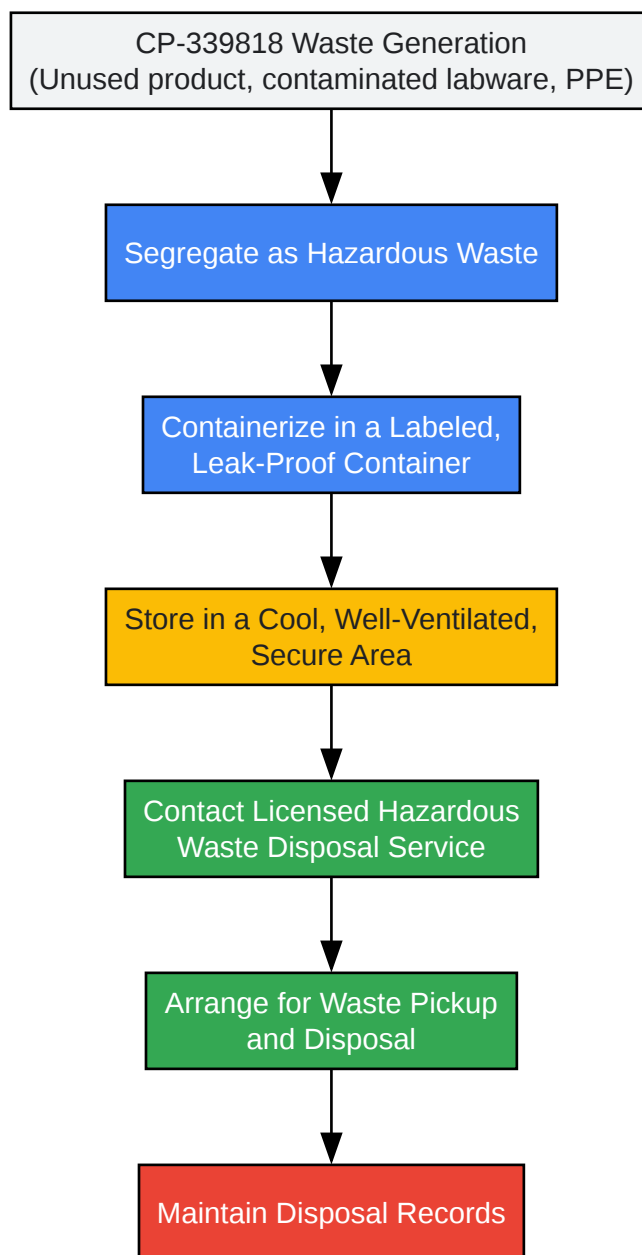 CP-339818 Waste Generation
(Unused product, contaminated labware, PPE)
Segregate as Hazardous Waste
Containerize in a Labeled,
Leak-Proof Container
Store in a Cool, Well-Ventilated,
Secure Area
Contact Licensed Hazardous
Waste Disposal Service
Arrange for Waste Pickup
and Disposal
Maintain Disposal Records